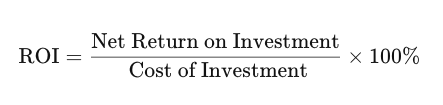 ROI = Net Return on Investment / Cost of Investment × 100%